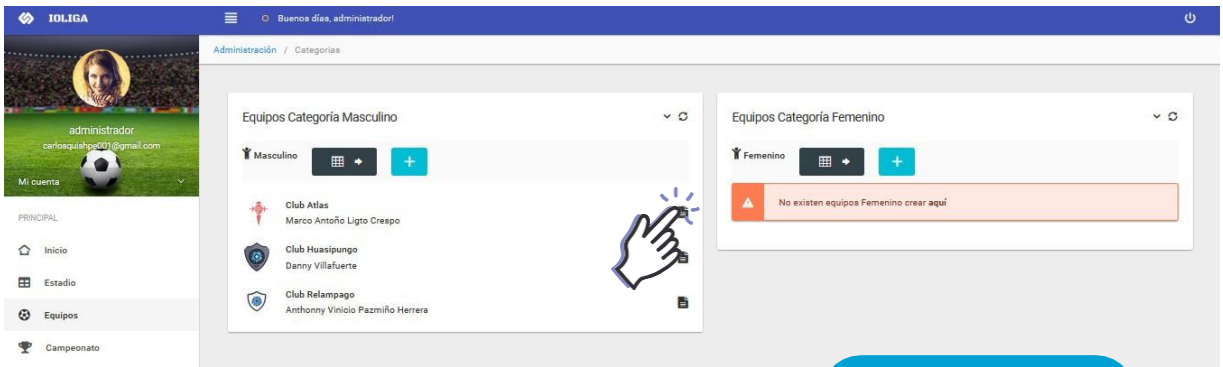 IOLIGA
Buenos días, administrador!
Administración / Categorias
administrador
carlosquishpe001@gmail.com
Mi cuenta
PRINCIPAL
Inicio
Estadio
Equipos
Campeonato
Equipos Categoría Masculino
Masculino
Club Atlas
Marco Antoño Ligto Crespo
Club Huasipungo
Danny Villafuerte
Club Relampago
Anthonny Vinicio Pazmiño Herrera
Equipos Categoría Femenino
Femenino
No existen equipos Femenino crear aquí